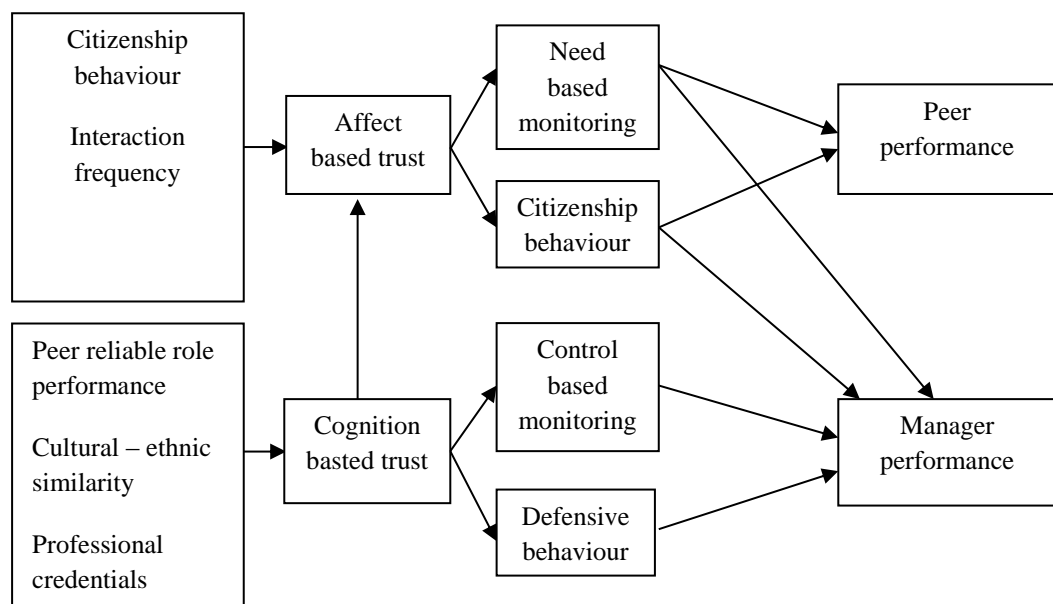 Citizenship
behaviour
Interaction
frequency
Affect
based trust
Need
based
monitoring
Citizenship
behaviour
Peer
performance
Peer reliable role
performance
Cultural – ethnic
similarity
Professional
credentials
Cognition
basted trust
Control
based
monitoring
Defensive
behaviour
Manager
performance